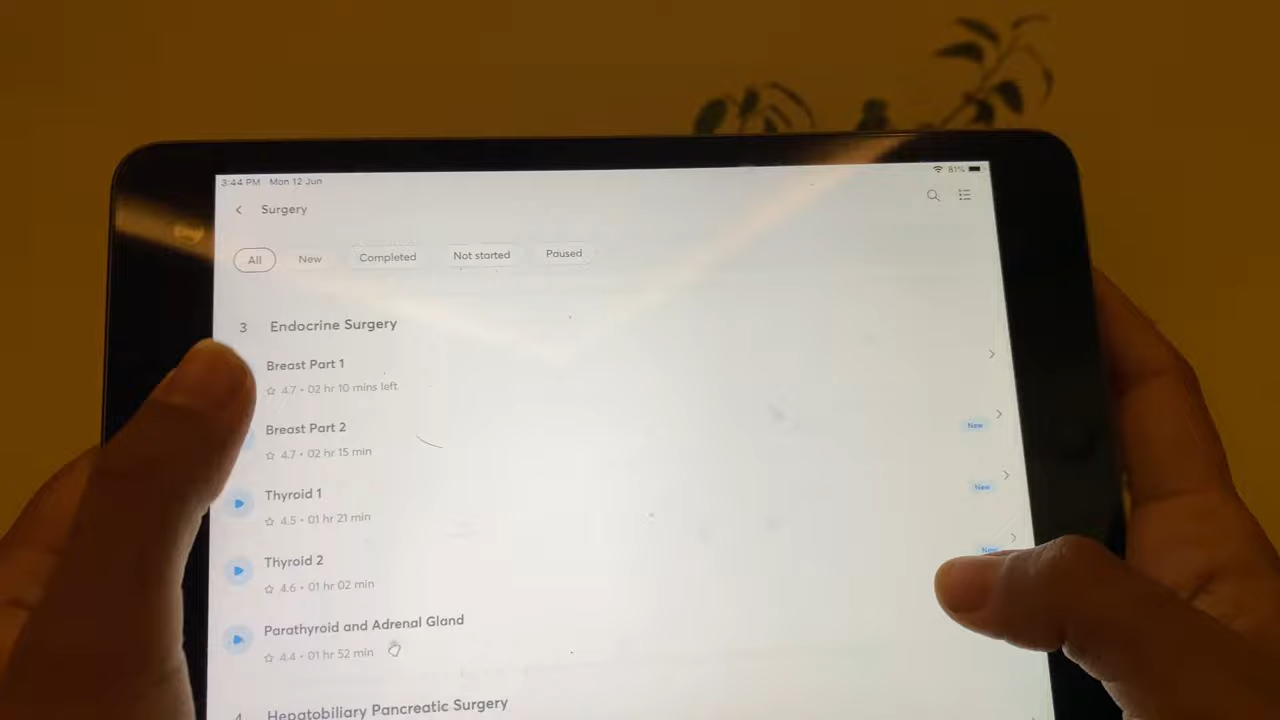 3:44 PM Mon 12 Jun 81%
Surgery
All New Completed Not started Paused
3 Endocrine Surgery
Breast Part 1
4.7 • 02 hr 10 mins left
Breast Part 2
4.7 • 02 hr 15 min
New
Thyroid 1
4.5 • 01 hr 21 min
New
Thyroid 2
4.6 • 01 hr 02 min
New
Parathyroid and Adrenal Gland
4.4 • 01 hr 52 min
4 Hepatobiliary Pancreatic Surgery